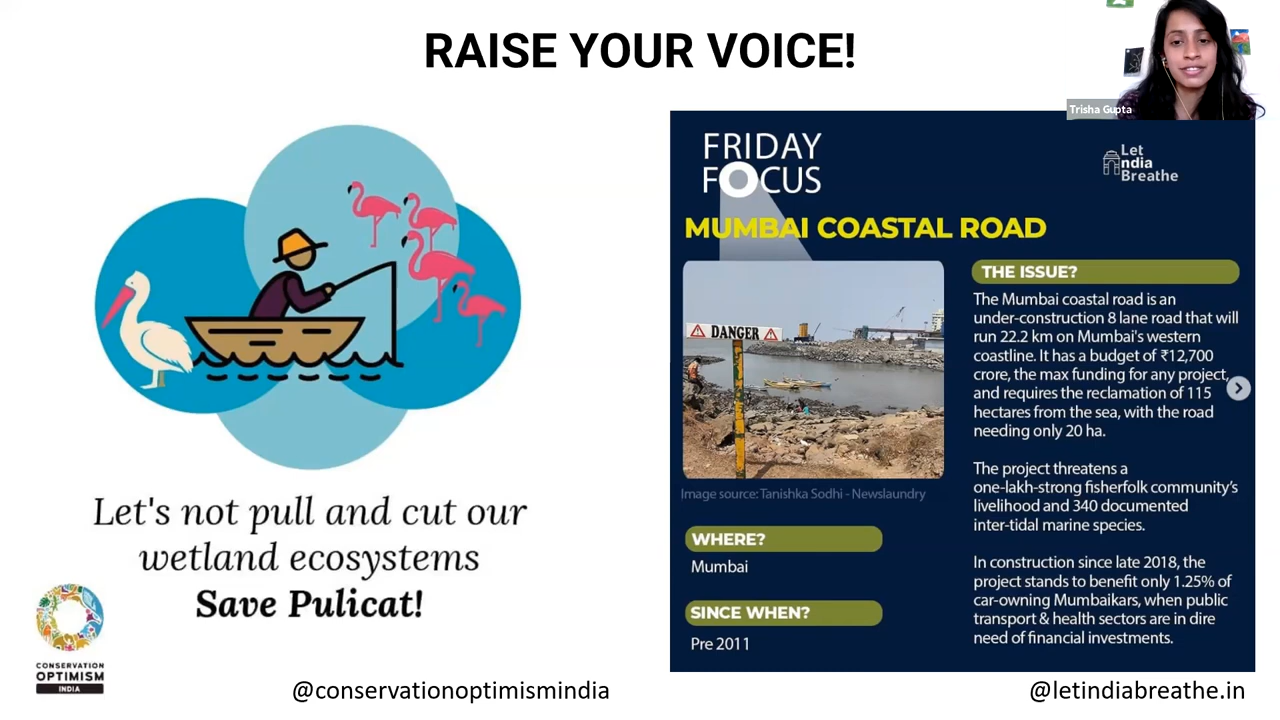 RAISE YOUR VOICE!
Trisha Gupta
Let's not pull and cut our
wetland ecosystems
Save Pulicat!
CONSERVATION
OPTIMISM
INDIA
@conservationoptimismindia
FRIDAY
FOCUS
Let
ndia
Breathe
MUMBAI COASTAL ROAD
DANGER
Image source: Tanishka Sodhi - Newslaundry
WHERE?
Mumbai
SINCE WHEN?
Pre 2011
THE ISSUE?
The Mumbai coastal road is an
under-construction 8 lane road that will
run 22.2 km on Mumbai's western
coastline. It has a budget of ₹12,700
crore, the max funding for any project,
and requires the reclamation of 115
hectares from the sea, with the road
needing only 20 ha.
The project threatens a
one-lakh-strong fisherfolk community's
livelihood and 340 documented
inter-tidal marine species.
In construction since late 2018, the
project stands to benefit only 1.25% of
car-owning Mumbaikars, when public
transport & health sectors are in dire
need of financial investments.
@letindiabreathe.in